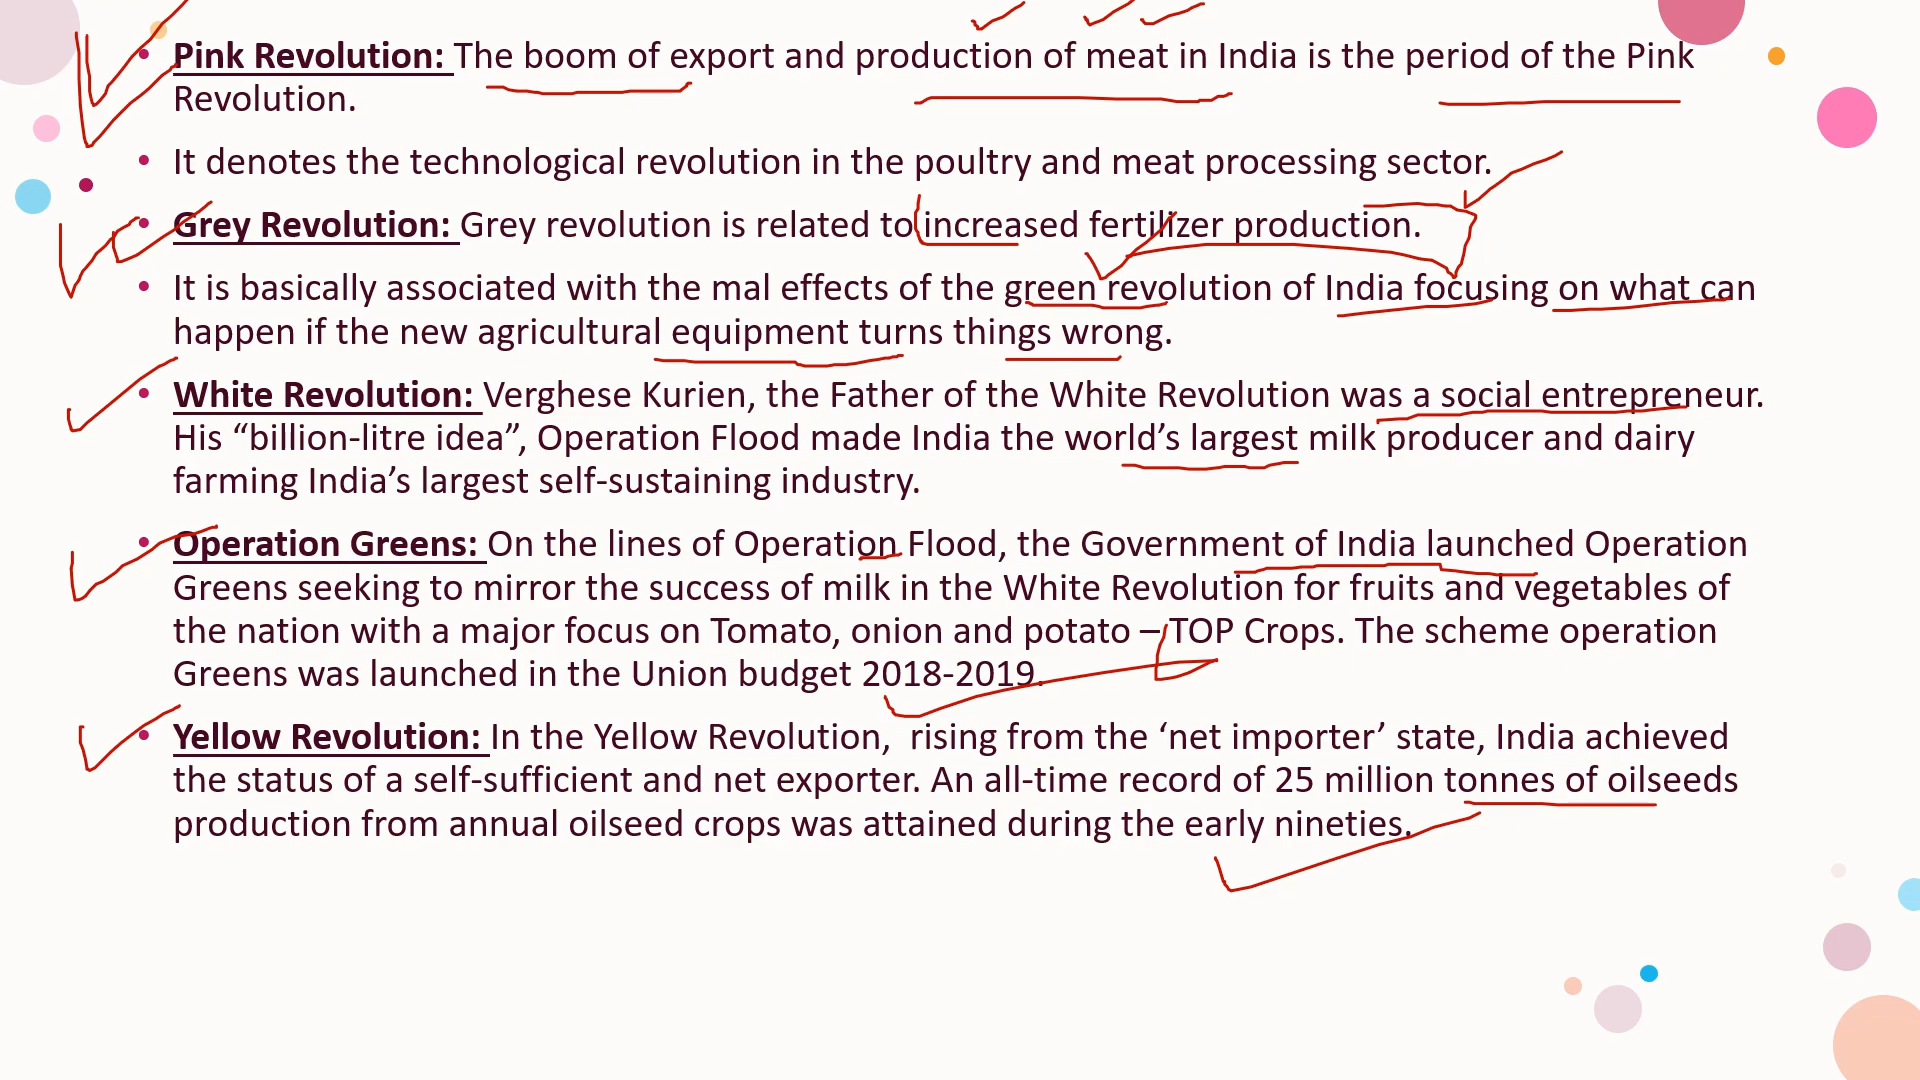 • Pink Revolution: The boom of export and production of meat in India is the period of the Pink
Revolution.
• It denotes the technological revolution in the poultry and meat processing sector.
• Grey Revolution: Grey revolution is related to increased fertilizer production.
• It is basically associated with the mal effects of the green revolution of India focusing on what can
happen if the new agricultural equipment turns things wrong.
• White Revolution: Verghese Kurien, the Father of the White Revolution was a social entrepreneur.
His “billion-litre idea”, Operation Flood made India the world’s largest milk producer and dairy
farming India’s largest self-sustaining industry.
• Operation Greens: On the lines of Operation Flood, the Government of India launched Operation
Greens seeking to mirror the success of milk in the White Revolution for fruits and vegetables of
the nation with a major focus on Tomato, onion and potato – TOP Crops. The scheme operation
Greens was launched in the Union budget 2018-2019.
• Yellow Revolution: In the Yellow Revolution,  rising from the ‘net importer’ state, India achieved
the status of a self-sufficient and net exporter. An all-time record of 25 million tonnes of oilseeds
production from annual oilseed crops was attained during the early nineties.